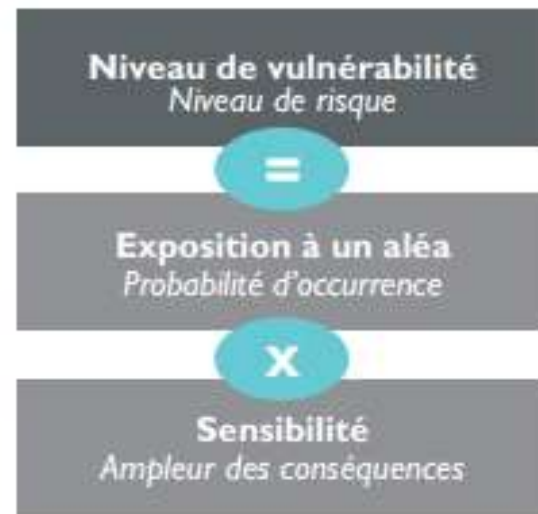 Niveau de vulnérabilité
Niveau de risque
=
Exposition à un aléa
Probabilité d'occurrence
x
Sensibilité
Ampleur des conséquences